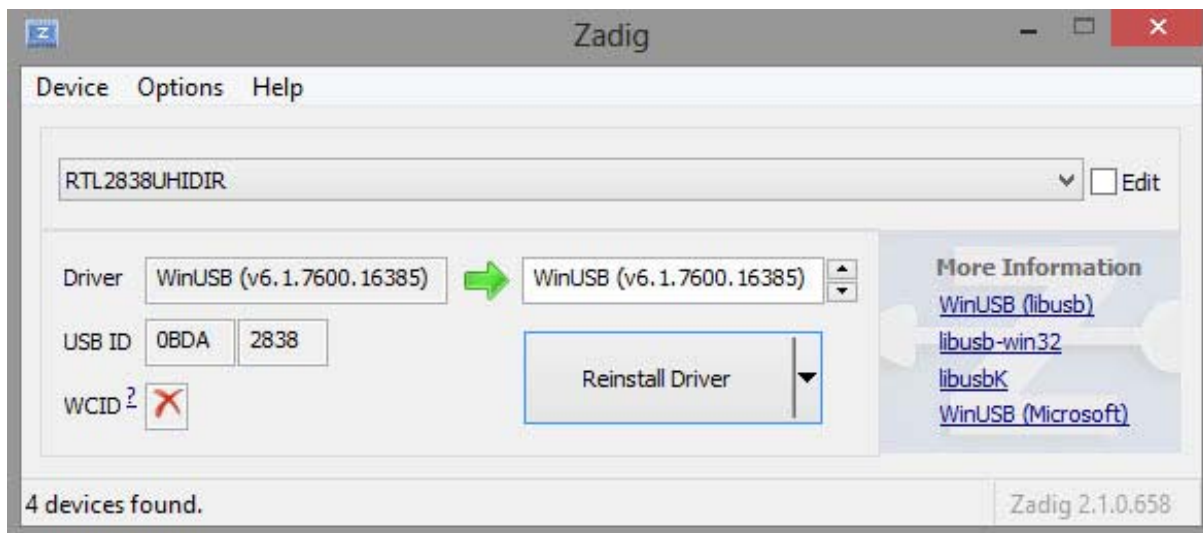 Zadig
Device Options Help
RTL2838UHIDIR
Edit
Driver WinUSB (v6.1.7600.16385) WinUSB (v6.1.7600.16385)
USB ID 0BDA 2838
WCID ?
Reinstall Driver
More Information
WinUSB (libusb)
libusb-win32
libusbK
WinUSB (Microsoft)
4 devices found.
Zadig 2.1.0.658